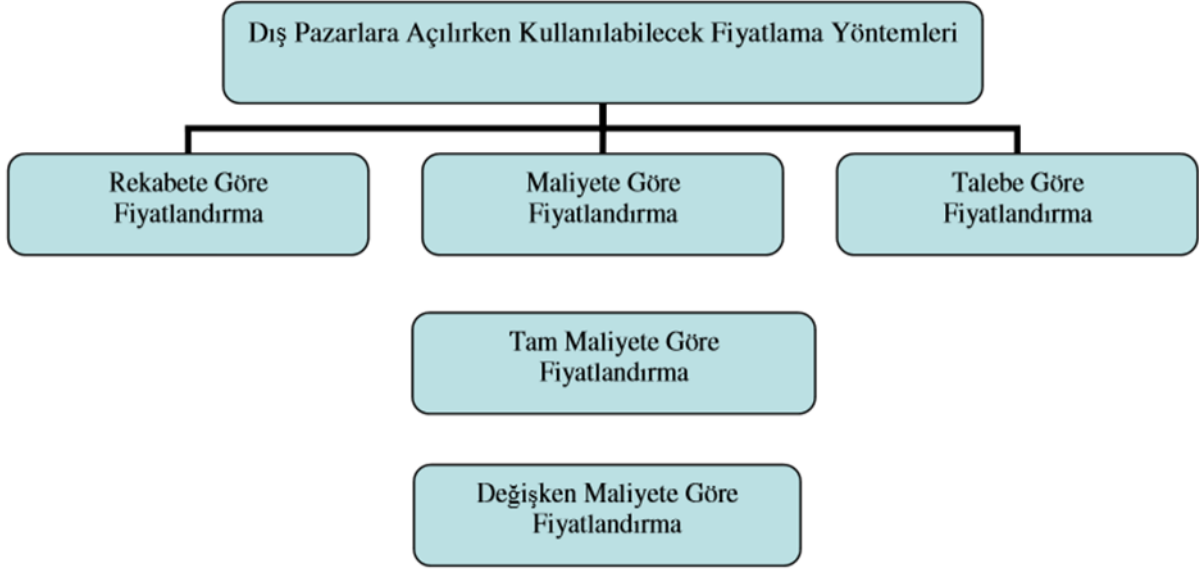 Dış Pazarlara Açılırken Kullanılabilecek Fiyatlama Yöntemleri
Rekabete Göre
Fiyatlandırma
Maliyete Göre
Fiyatlandırma
Talebe Göre
Fiyatlandırma
Tam Maliyete Göre
Fiyatlandırma
Değişken Maliyete Göre
Fiyatlandırma